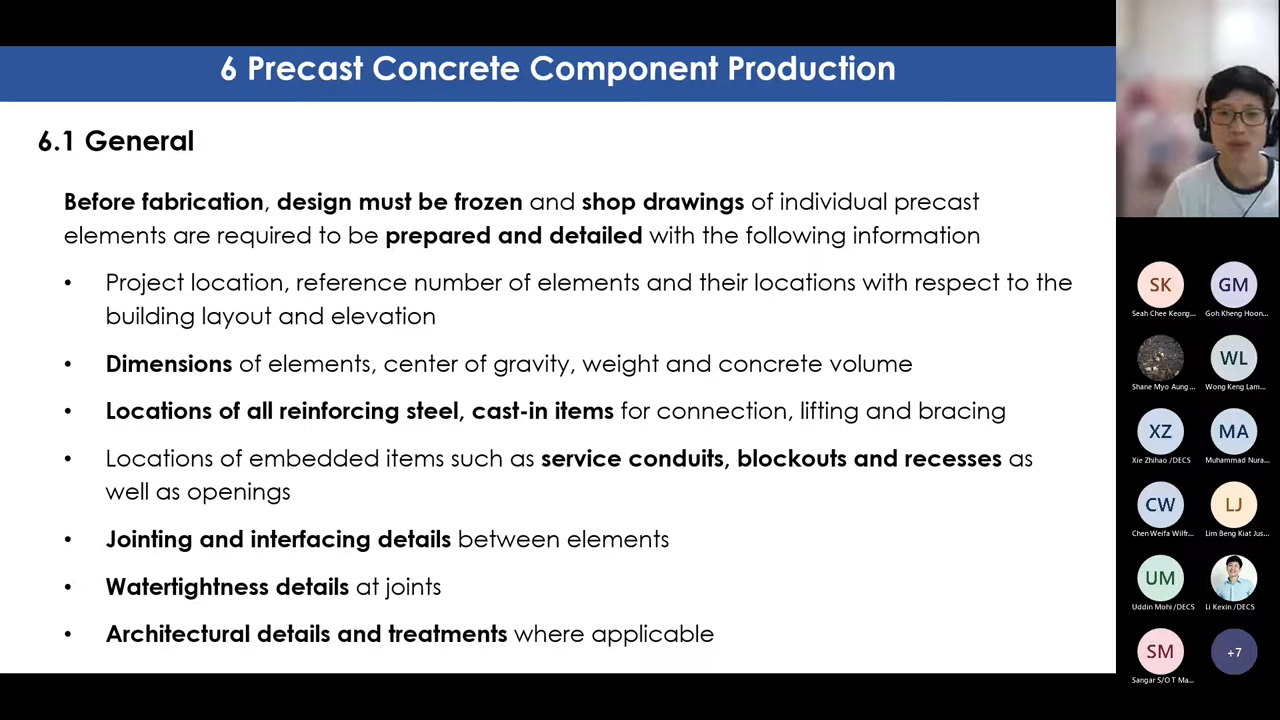 6 Precast Concrete Component Production
6.1 General
Before fabrication, design must be frozen and shop drawings of individual precast
elements are required to be prepared and detailed with the following information
• Project location, reference number of elements and their locations with respect to the
building layout and elevation
• Dimensions of elements, center of gravity, weight and concrete volume
• Locations of all reinforcing steel, cast-in items for connection, lifting and bracing
• Locations of embedded items such as service conduits, blockouts and recesses as
well as openings
• Jointing and interfacing details between elements
• Watertightness details at joints
• Architectural details and treatments where applicable
SK
GM
Seah Chee Keong...
Goh Kheng Hoon...
WL
Shane Myo Aung ...
Wong Keng Lam...
XZ
MA
Xie Zhihao /DECS
Muhammad Nura...
CW
LJ
Chen Weifa Wilfr...
Lim Beng Kiat Jus...
UM
Uddin Mohi /DECS
Li Kexin /DECS
SM
+7
Sangar S/O T Ma...